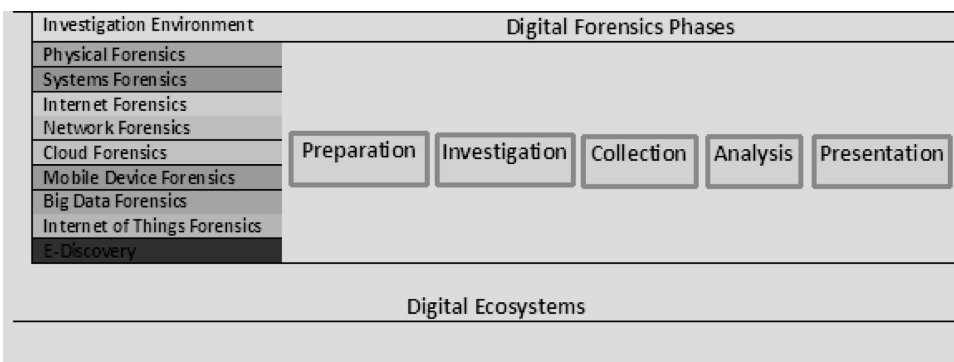 Investigation Environment
Digital Forensics Phases
Physical Forensics
Systems Forensics
Internet Forensics
Network Forensics
Cloud Forensics
Mobile Device Forensics
Big Data Forensics
Internet of Things Forensics
E-Discovery
Preparation
Investigation
Collection
Analysis
Presentation
Digital Ecosystems